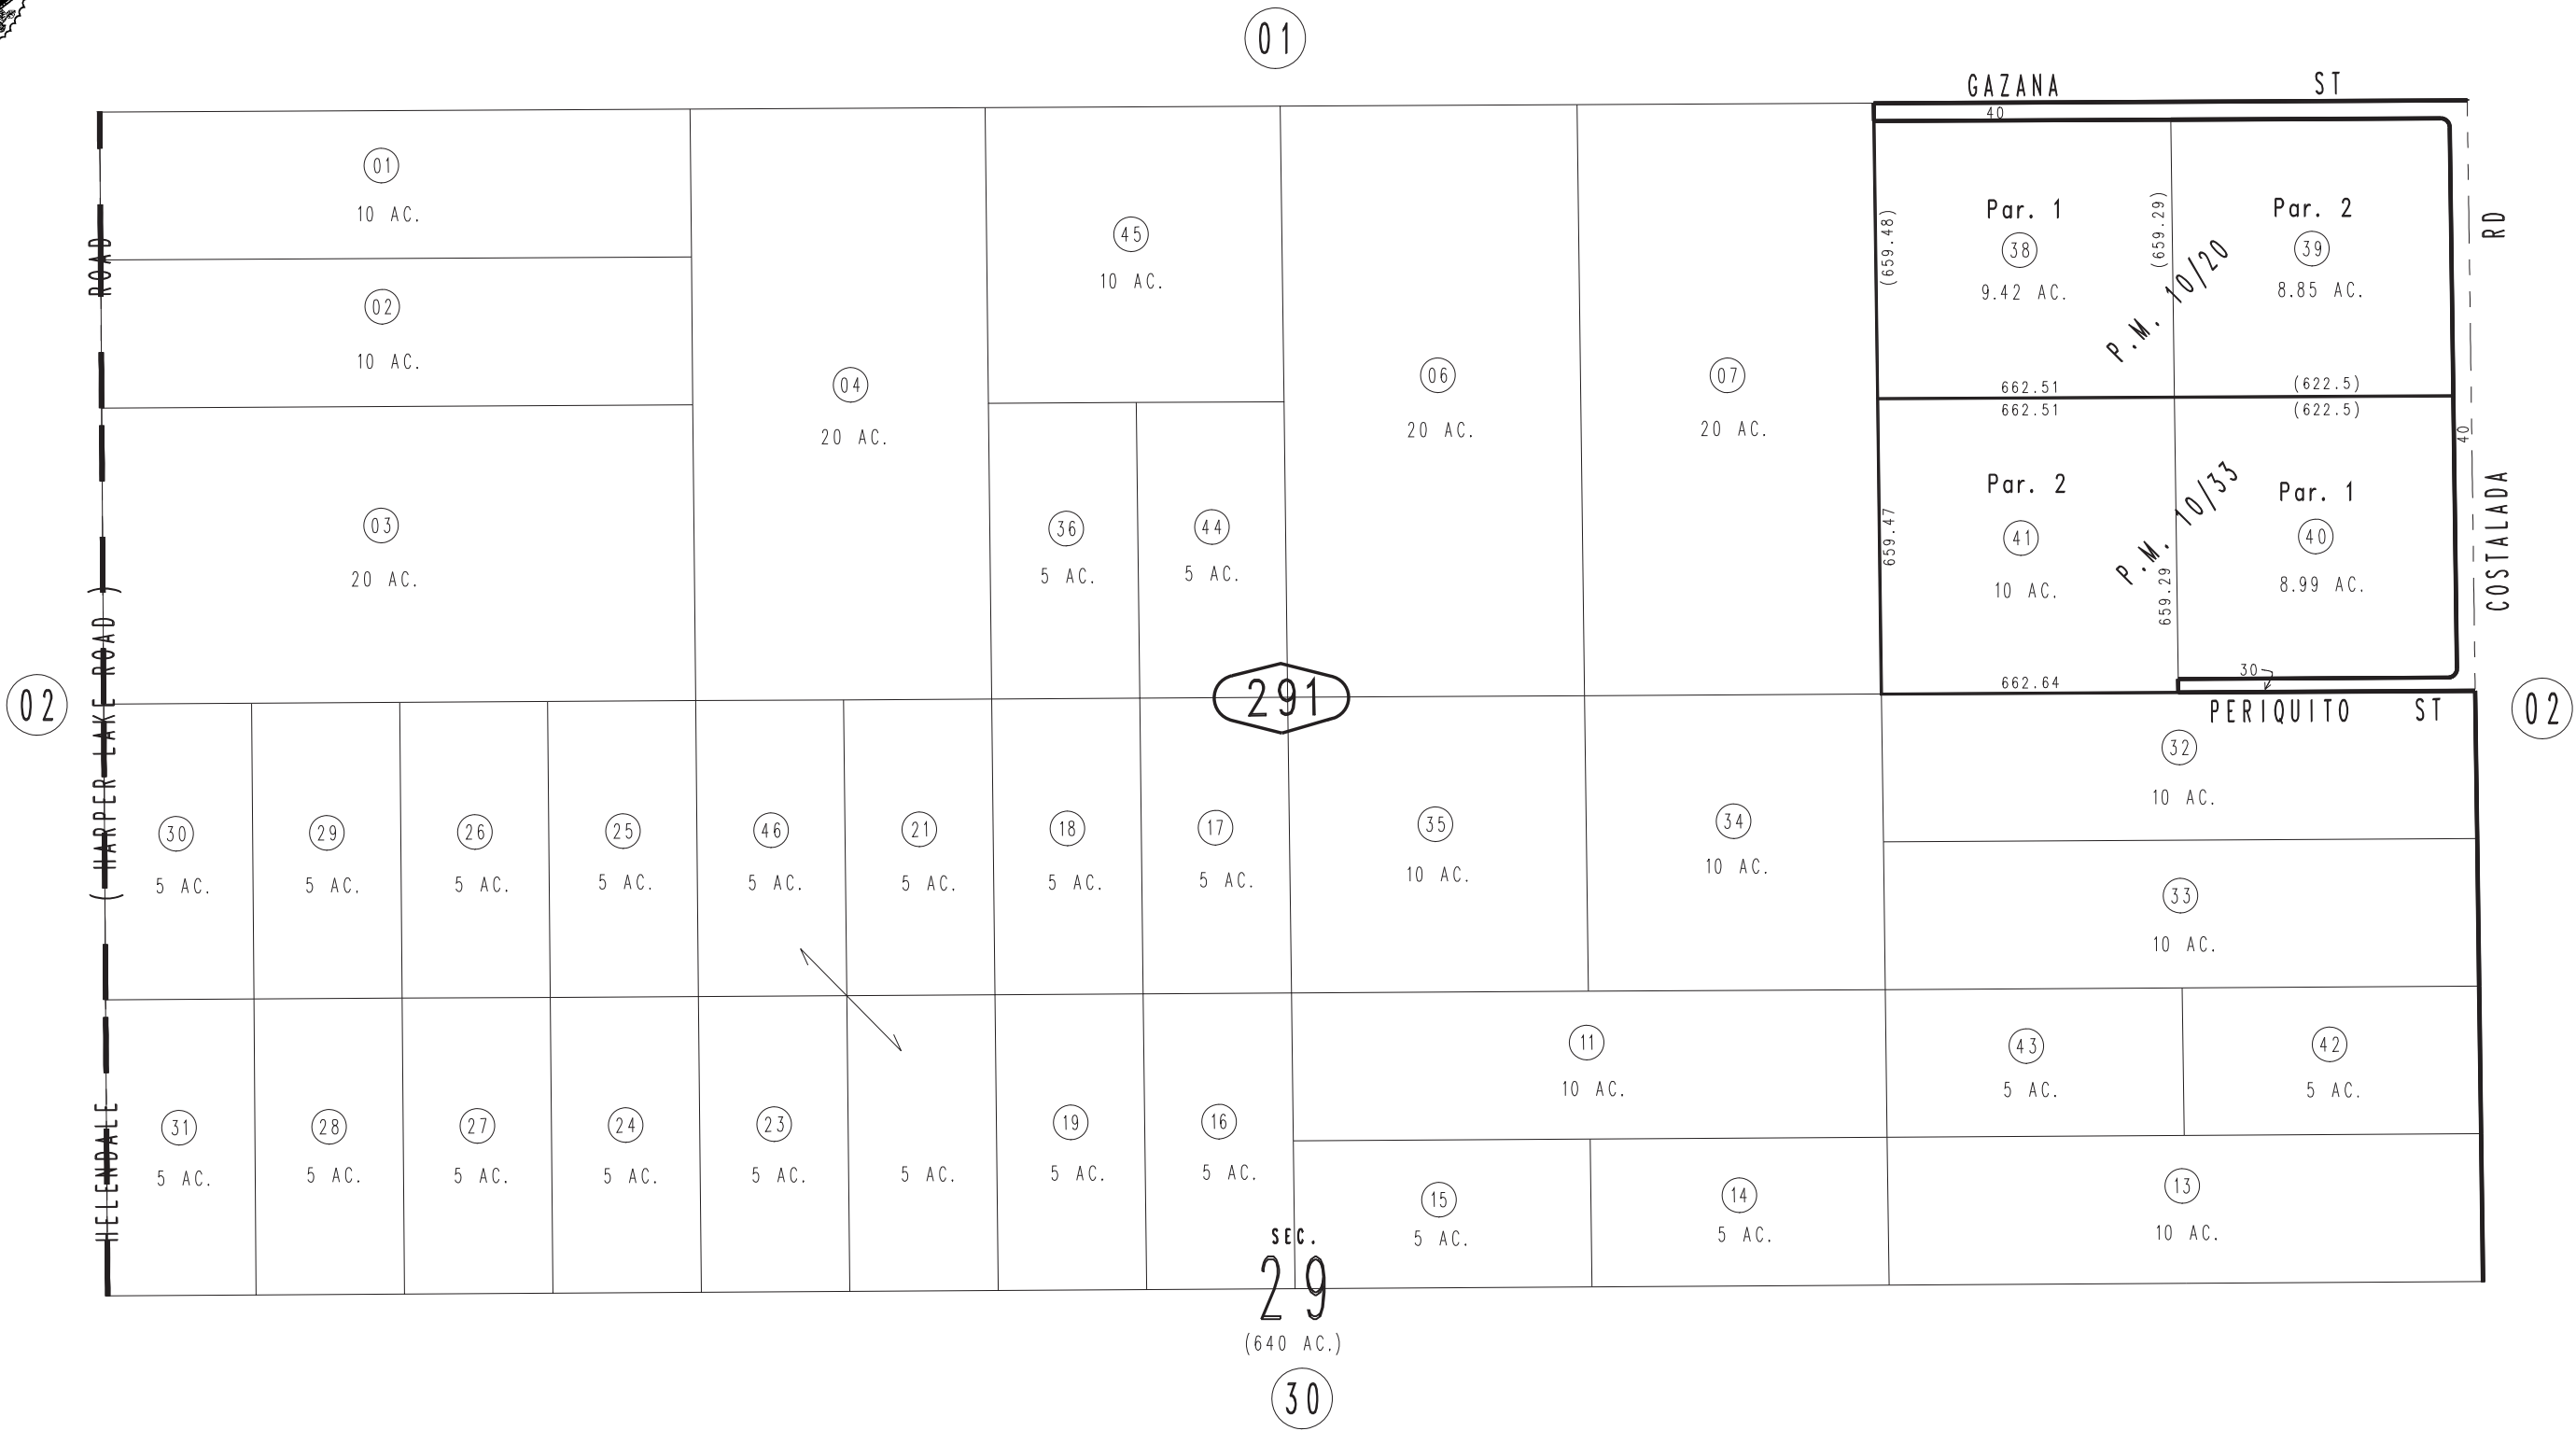 01
GAZANA ST
40
01
10 AC.
02
10 AC.
03
20 AC.
04
20 AC.
45
10 AC.
36
5 AC.
44
5 AC.
06
20 AC.
07
20 AC.
(659.48)
Par. 1
38
9.42 AC.
(659.29)
P.M. 10/20
Par. 2
39
8.85 AC.
662.51
(622.5)
662.51
(622.5)
659.47
Par. 2
41
10 AC.
659.29
P.M. 10/33
Par. 1
40
8.99 AC.
662.64
30
40
COSTALADA RD
PERIQUITO ST
HELENDALE (HARPER LAKE ROAD) ROAD
02
291
02
30
5 AC.
29
5 AC.
26
5 AC.
25
5 AC.
46
5 AC.
21
5 AC.
18
5 AC.
17
5 AC.
35
10 AC.
34
10 AC.
32
10 AC.
33
10 AC.
31
5 AC.
28
5 AC.
27
5 AC.
24
5 AC.
23
5 AC.
5 AC.
19
5 AC.
16
5 AC.
11
10 AC.
43
5 AC.
42
5 AC.
15
5 AC.
14
5 AC.
13
10 AC.
SEC.
29
(640 AC.)
30